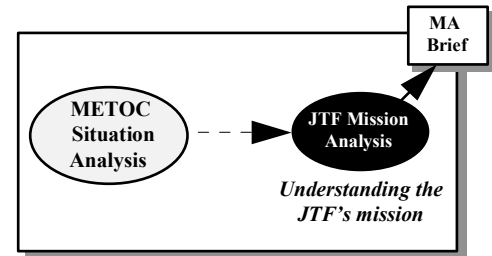 MA
Brief
METOC
Situation
Analysis
JTF Mission
Analysis
Understanding the
JTF's mission